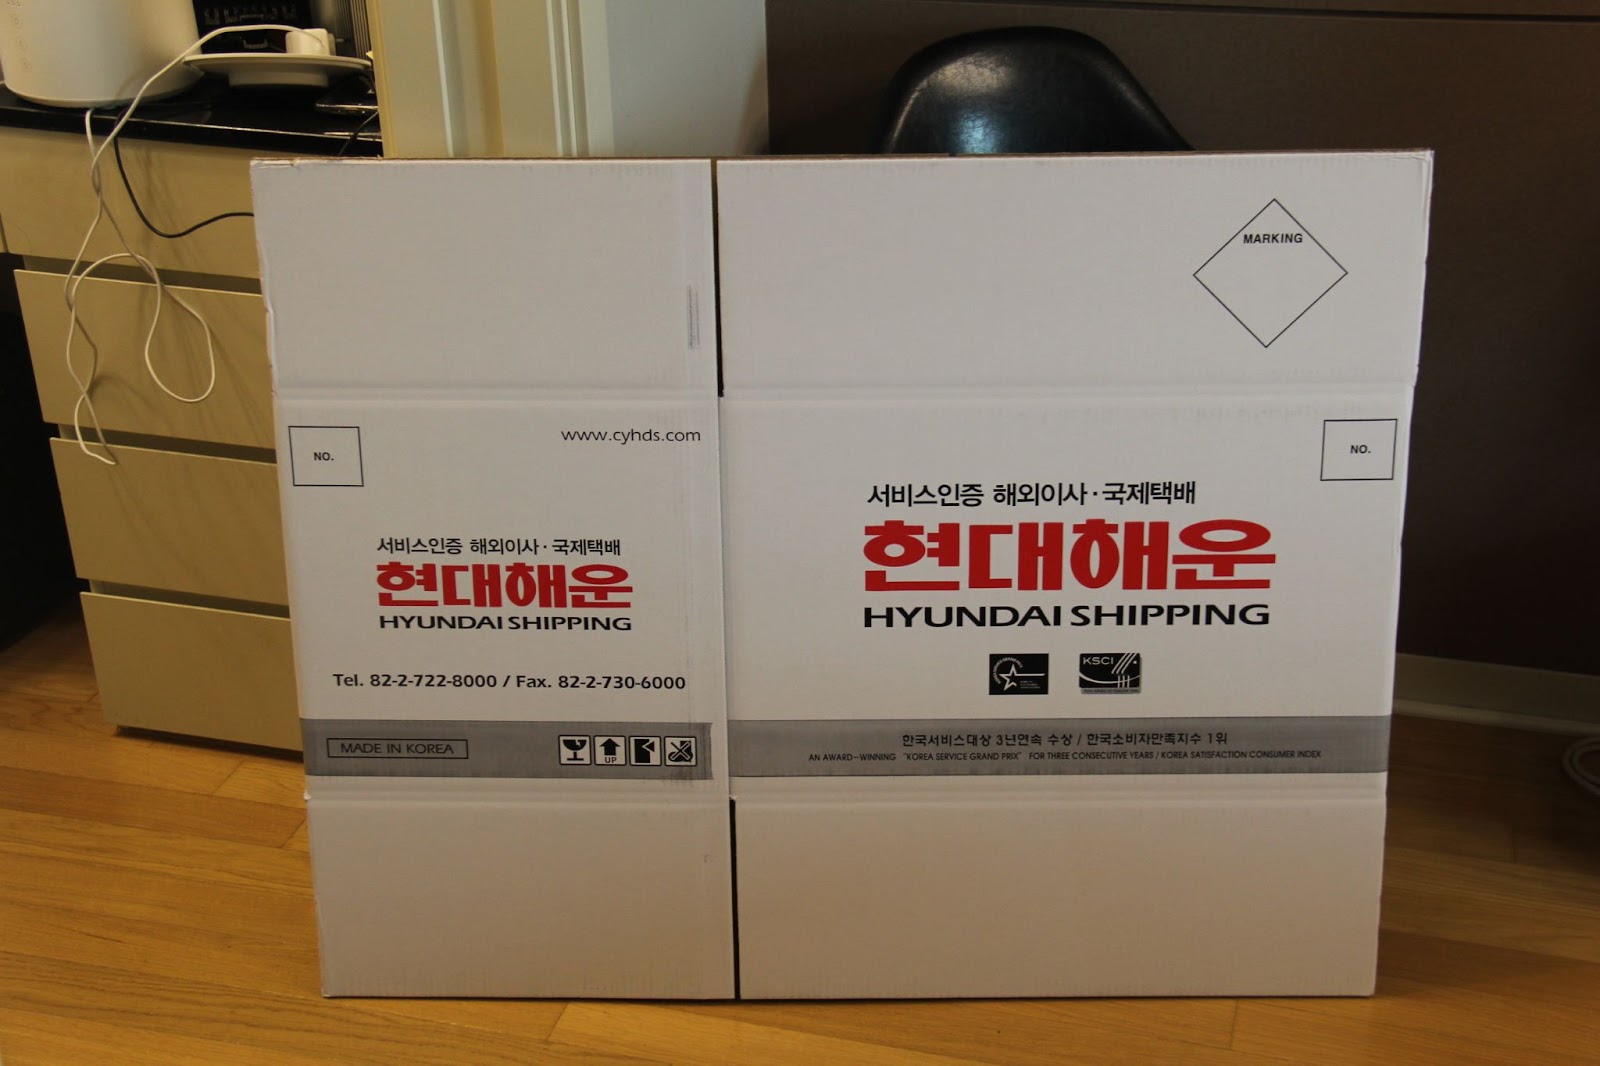 NO.
www.cyhds.com
서비스인증 해외이사·국제택배
현대해운
HYUNDAI SHIPPING
Tel. 82-2-722-8000 / Fax. 82-2-730-6000
MADE IN KOREA
UP
MARKING
NO.
서비스인증 해외이사·국제택배
현대해운
HYUNDAI SHIPPING
KSCI
한국서비스대상 3년연속 수상 / 한국소비자만족지수 1위
AN AWARD-WINNING "KOREA SERVICE GRAND PRIX" FOR THREE CONSECUTIVE YEARS / KOREA SATISFACTION CONSUMER INDEX